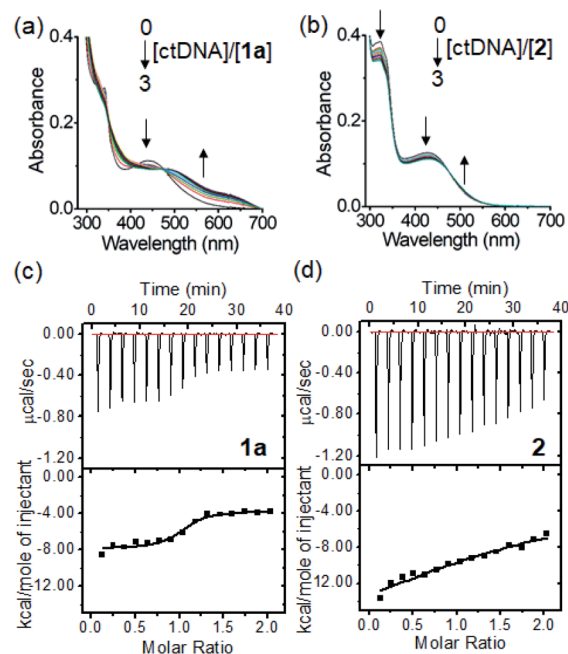 (a)
0
[ctDNA]/[1a]
3
Absorbance
0.4
0.2
0.0
300 400 500 600 700
Wavelength (nm)
(b)
0
[ctDNA]/[2]
3
Absorbance
0.4
0.2
0.0
300 400 500 600 700
Wavelength (nm)
(c)
Time (min)
0 10 20 30 40
0.00
-0.40
-0.80
-1.20
µcal/sec
1a
-4.00
-8.00
-12.00
kcal/mole of injectant
0.0 0.5 1.0 1.5 2.0
Molar Ratio
(d)
Time (min)
0 10 20 30 40
0.00
-0.40
-0.80
-1.20
µcal/sec
2
-4.00
-8.00
12.00
kcal/mole of injectant
0.0 0.5 1.0 1.5 2.0
Molar Ratio